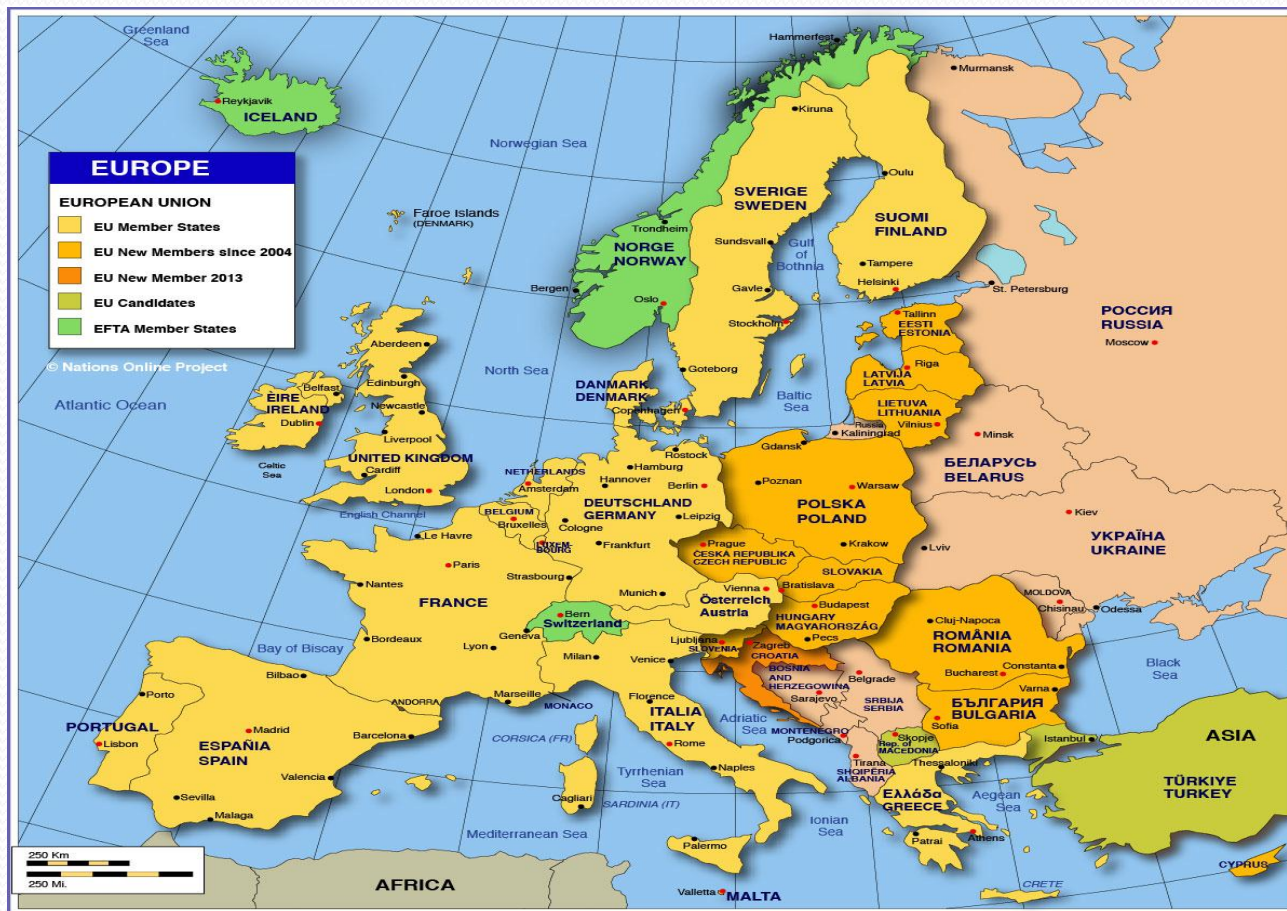 Greenland
Sea
Hammerfest
Murmansk
Reykjavik
ICELAND
Kiruna
Norwegian Sea
EUROPE
EUROPEAN UNION
EU Member States
EU New Members since 2004
EU New Member 2013
EU Candidates
EFTA Member States
© Nations Online Project
Oulu
SVERIGE
SWEDEN
SUOMI
FINLAND
Faroe Islands
(DENMARK)
Trondheim
NORGE
NORWAY
Sundsvall
Gulf
of
Bothnia
Tampere
Helsinki
Bergen
Oslo
Gavle
Stockholm
St. Petersburg
Tallinn
EESTI
ESTONIA
РОССИЯ
RUSSIA
Moscow
Aberdeen
North Sea
Goteborg
Riga
LATVIJA
LATVIA
Edinburgh
Belfast
DANMARK
DENMARK
Baltic
Sea
LIETUVA
LITHUANIA
Vilnius
Atlantic Ocean
ÉIRE
IRELAND
Dublin
Newcastle
Copenhagen
Russia
Kaliningrad
Minsk
Liverpool
Gdansk
Celtic
Sea
UNITED KINGDOM
Cardiff
London
NETHERLANDS
Amsterdam
Rostock
Hamburg
Hannover
Berlin
БЕЛАРУСЬ
BELARUS
Poznan
Warsaw
POLSKA
POLAND
English Channel
BELGIUM
Bruxelles
DEUTSCHLAND
GERMANY
Leipzig
Cologne
Kiev
УКРАЇНА
UKRAINE
Le Havre
LUXEM-
BOURG
Frankfurt
Prague
ČESKÁ REPUBLIKA
CZECH REPUBLIC
Krakow
Lviv
Paris
Strasbourg
SLOVAKIA
Nantes
FRANCE
Munich
Vienna
Österreich
Austria
Bratislava
Budapest
HUNGARY
MAGYARORSZÁG
MOLDOVA
Chisinau
Odessa
Bern
Switzerland
Geneva
Cluj-Napoca
ROMÂNIA
ROMANIA
Bordeaux
Lyon
Milan
Venice
Ljubljana
SLOVENIA
Pecs
Zagreb
CROATIA
Bay of Biscay
Bilbao
BOSNIA
AND
HERZEGOWINA
Sarajevo
Belgrade
Bucharest
Constanta
Black
Sea
Porto
ANDORRA
Marseille
MONACO
Florence
ITALIA
ITALY
SRBIJA
SERBIA
Varna
БЪЛГАРИЯ
BULGARIA
Sofia
PORTUGAL
Lisbon
Madrid
ESPAÑIA
SPAIN
Barcelona
CORSICA (FR)
Adriatic
Sea
Rome
MONTENEGRO
Podgorica
Skopje
Rep. of
MACEDONIA
Istanbul
ASIA
Valencia
Tyrrhenian
Sea
Naples
Tirana
SHQIPËRIA
ALBANIA
Thessaloniki
TÜRKIYE
TURKEY
Sevilla
Malaga
Cagliari
SARDINIA (IT)
Ελλάδα
GREECE
Aegean
Sea
Ionian
Sea
Mediterranean Sea
Palermo
Patrai
Athens
250 Km
250 Mi.
AFRICA
Valletta
MALTA
CRETE
CYPRUS